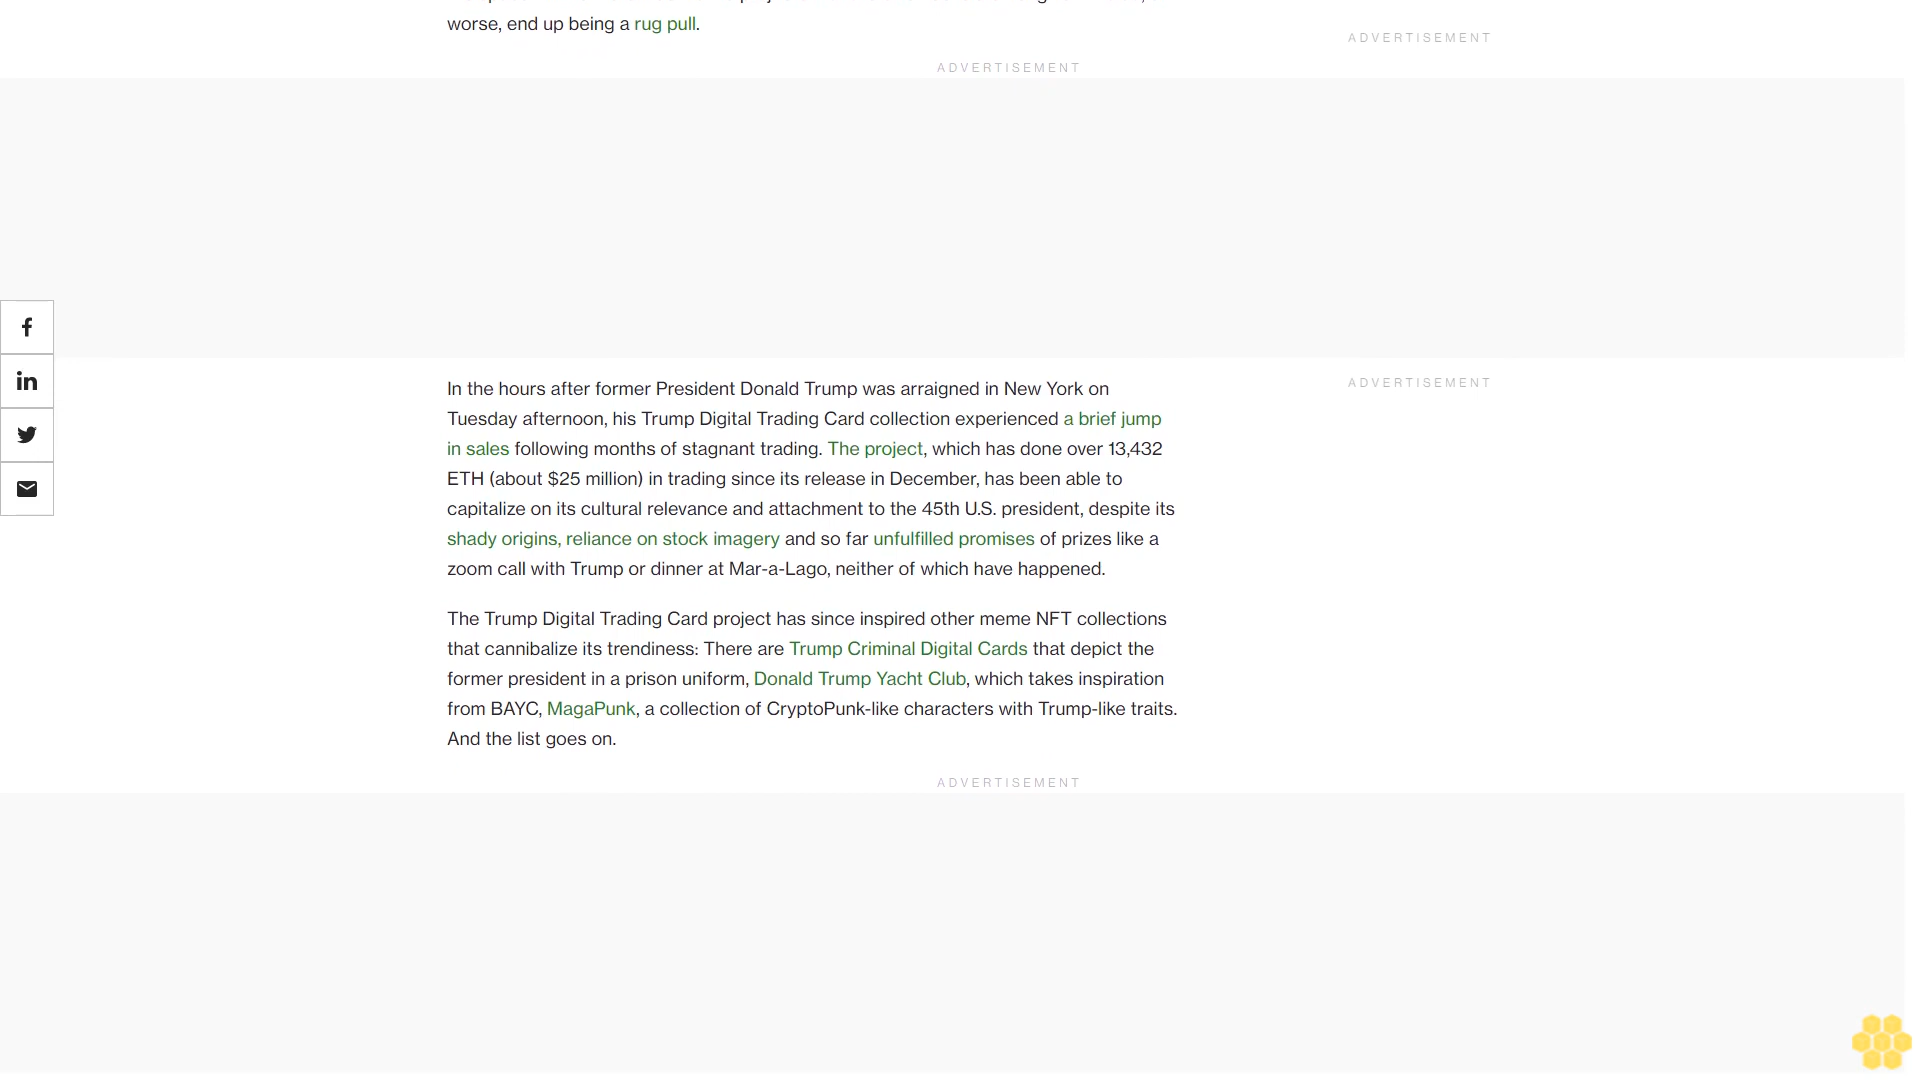 worse, end up being a rug pull.
ADVERTISEMENT
ADVERTISEMENT
In the hours after former President Donald Trump was arraigned in New York on
Tuesday afternoon, his Trump Digital Trading Card collection experienced a brief jump
in sales following months of stagnant trading. The project, which has done over 13,432
ETH (about $25 million) in trading since its release in December, has been able to
capitalize on its cultural relevance and attachment to the 45th U.S. president, despite its
shady origins, reliance on stock imagery and so far unfulfilled promises of prizes like a
zoom call with Trump or dinner at Mar-a-Lago, neither of which have happened.
ADVERTISEMENT
The Trump Digital Trading Card project has since inspired other meme NFT collections
that cannibalize its trendiness: There are Trump Criminal Digital Cards that depict the
former president in a prison uniform, Donald Trump Yacht Club, which takes inspiration
from BAYC, MagaPunk, a collection of CryptoPunk-like characters with Trump-like traits.
And the list goes on.
ADVERTISEMENT